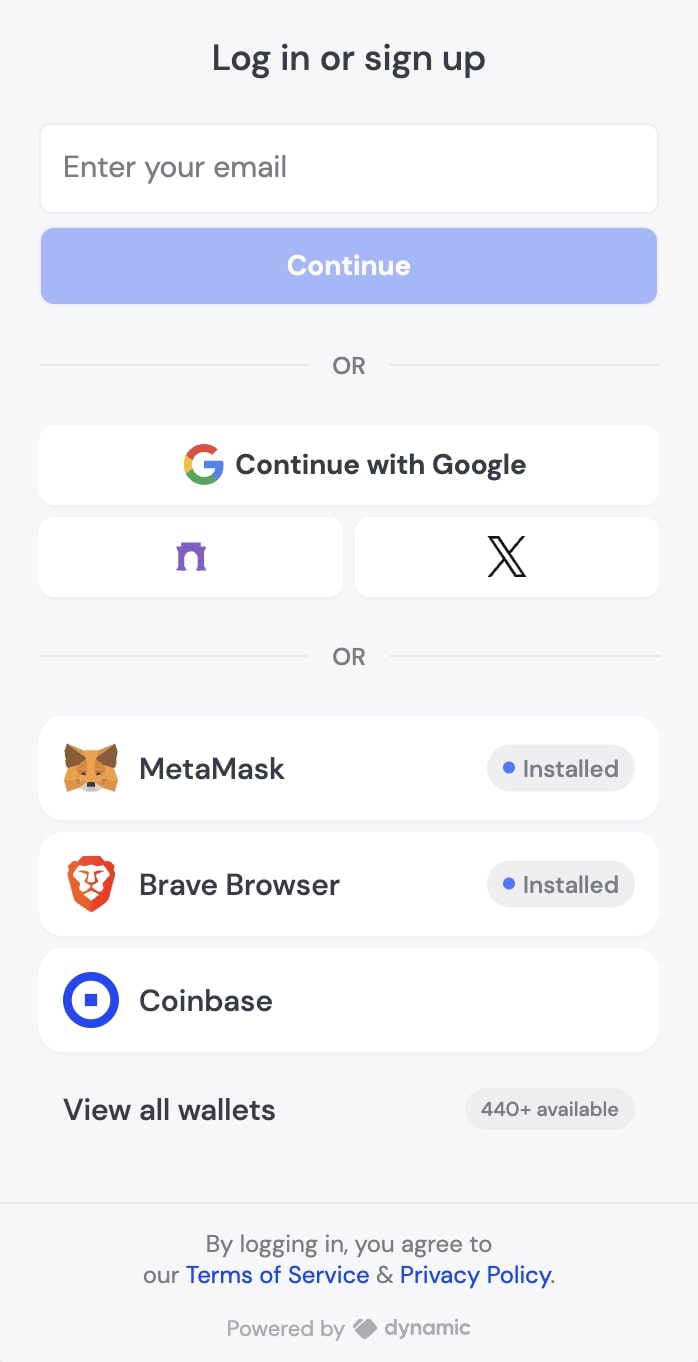 Log in or sign up
Enter your email
Continue
OR
Continue with Google
OR
MetaMask
Installed
Brave Browser
Installed
Coinbase
View all wallets
440+ available
By logging in, you agree to
our Terms of Service & Privacy Policy.
Powered by dynamic